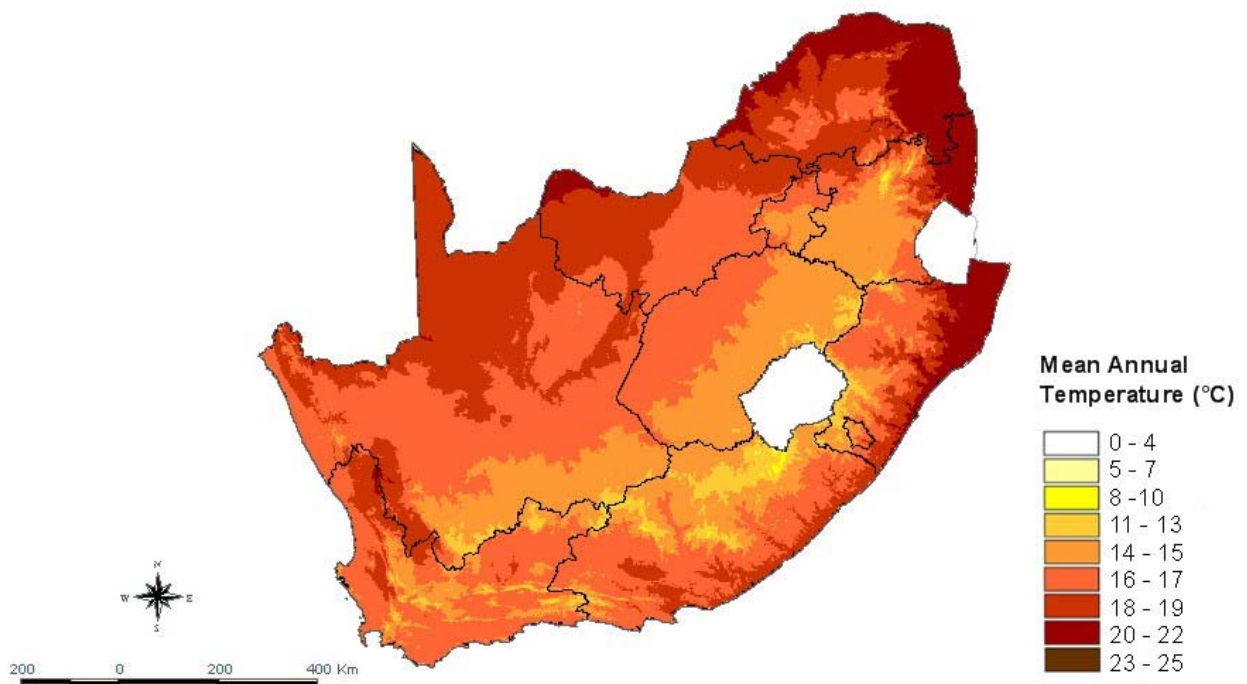 Mean Annual
Temperature (°C)
0 - 4
5 - 7
8 -10
11 - 13
14 - 15
16 - 17
18 - 19
20 - 22
23 - 25
N
W E
S
200 0 200 400 Km